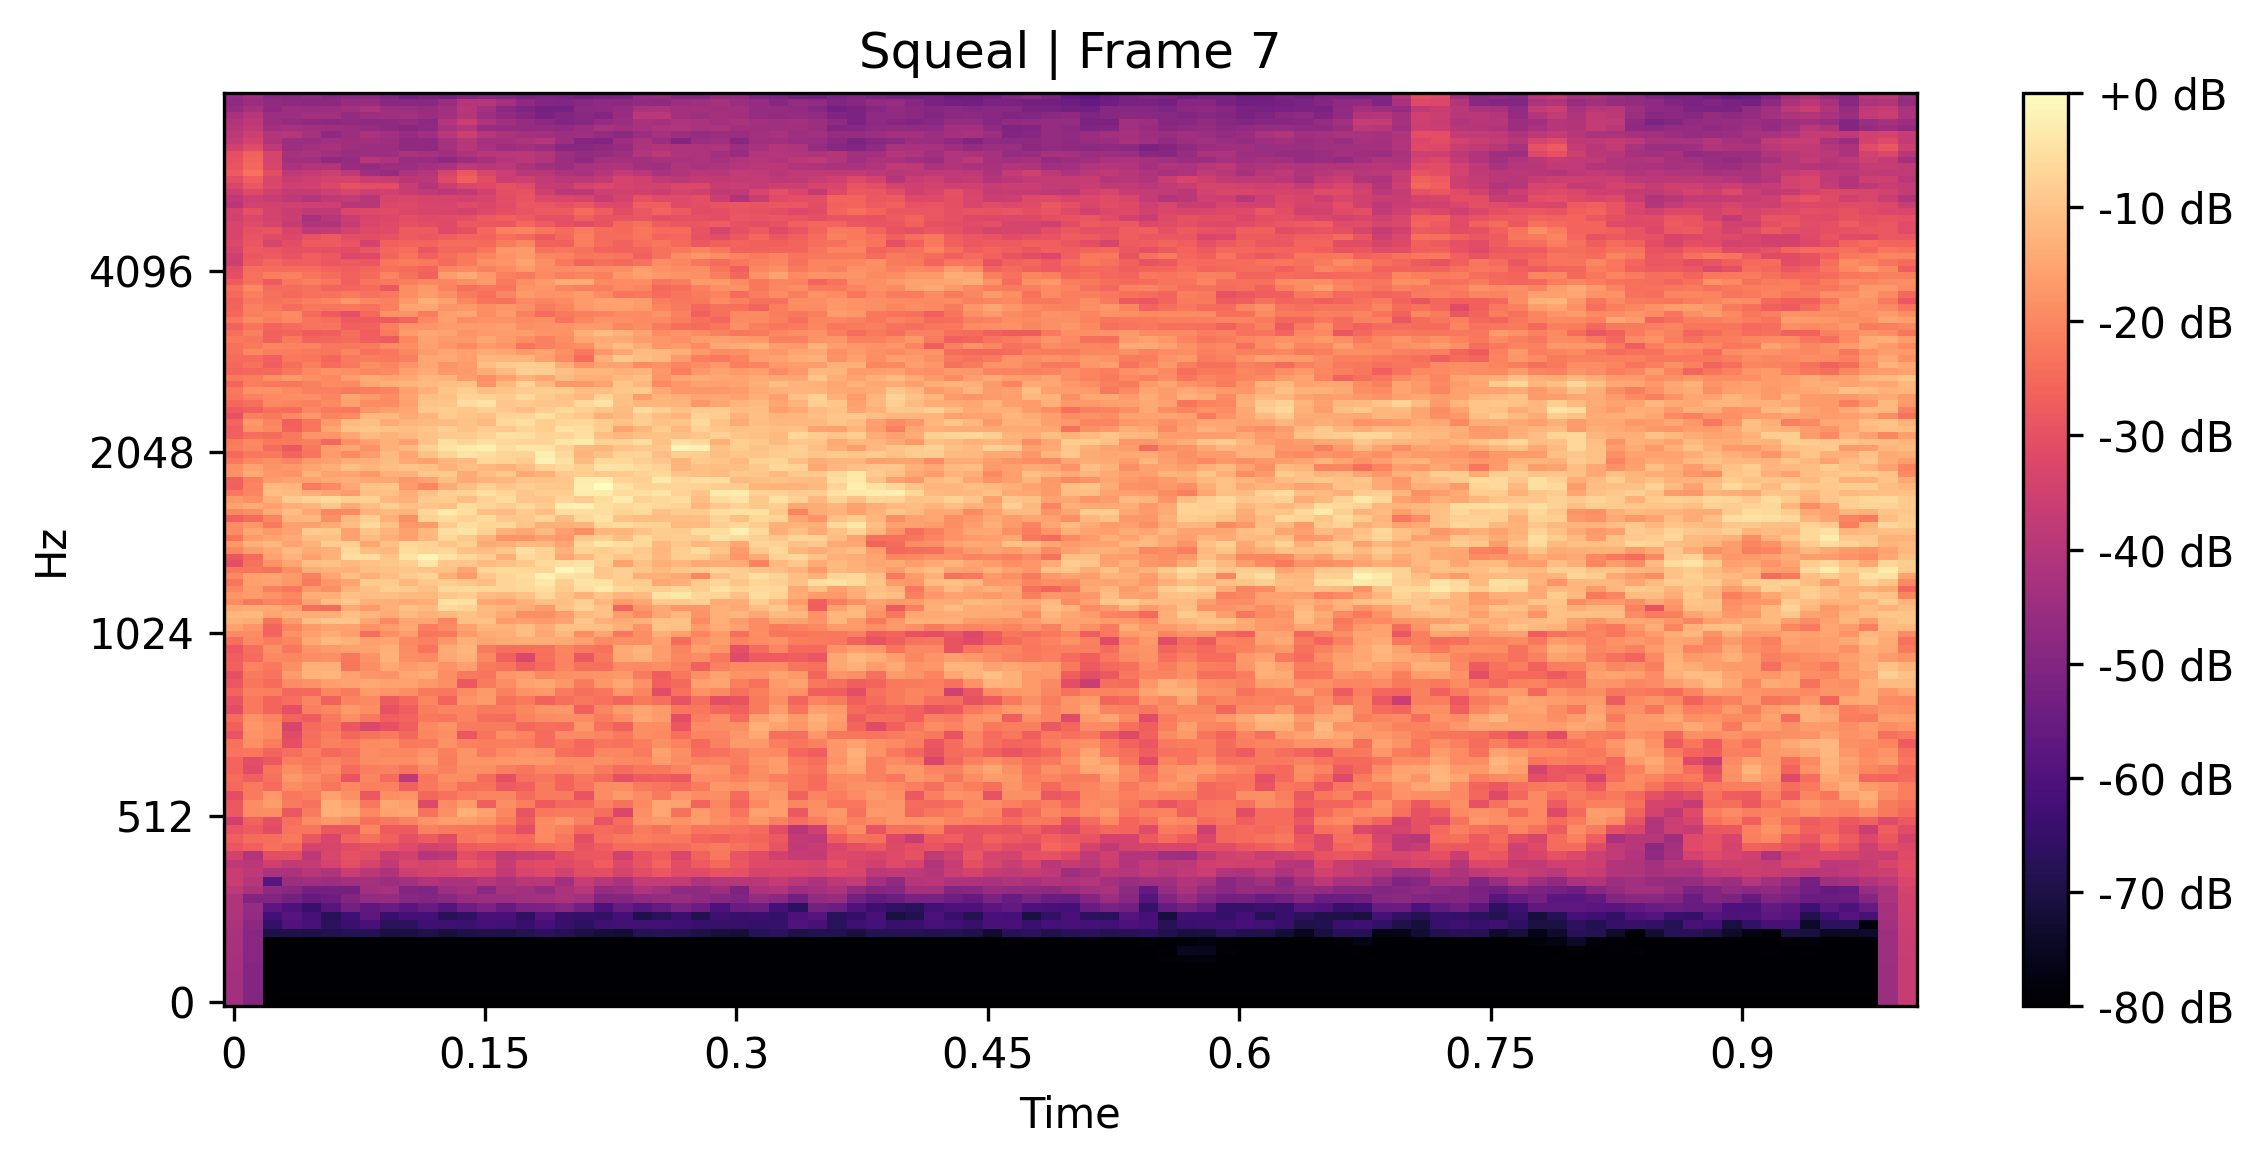 Squeal | Frame 7
+0 dB
-10 dB
-20 dB
-30 dB
-40 dB
-50 dB
-60 dB
-70 dB
-80 dB
4096
2048
1024
512
0
Hz
0 0.15 0.3 0.45 0.6 0.75 0.9
Time